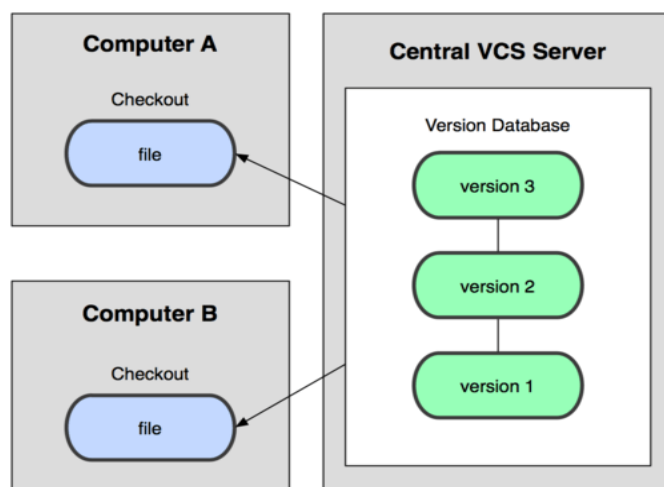 Computer A
Checkout
file
Computer B
Checkout
file
Central VCS Server
Version Database
version 3
version 2
version 1